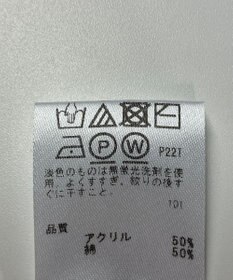 P W P22T
淡色のものは無蛍光洗剤を使
用、よくすすぎ、絞りの後す
ぐに干すこと。
101
品質
アクリル 50%
綿 50%